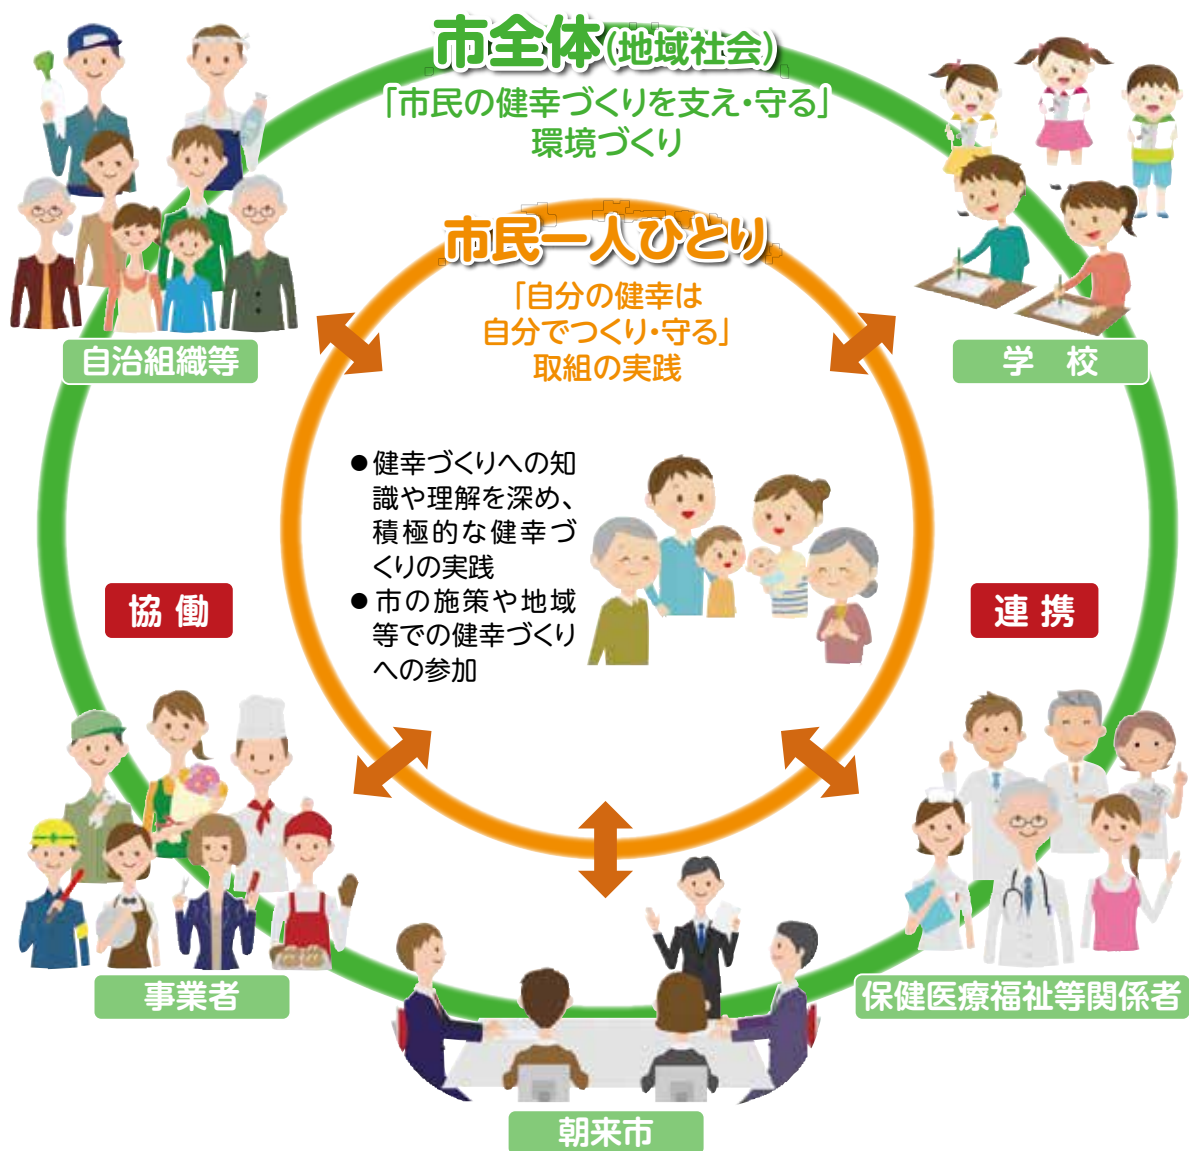 市全体(地域社会)
「市民の健幸づくりを支え・守る」
環境づくり
市民一人ひとり
「自分の健幸は
自分でつくり・守る」
取組の実践
自治組織等
学　校
●健幸づくりへの知
識や理解を深め、
積極的な健幸づ
くりの実践
●市の施策や地域
等での健幸づくり
への参加
協 働
連 携
事業者
保健医療福祉等関係者
朝来市